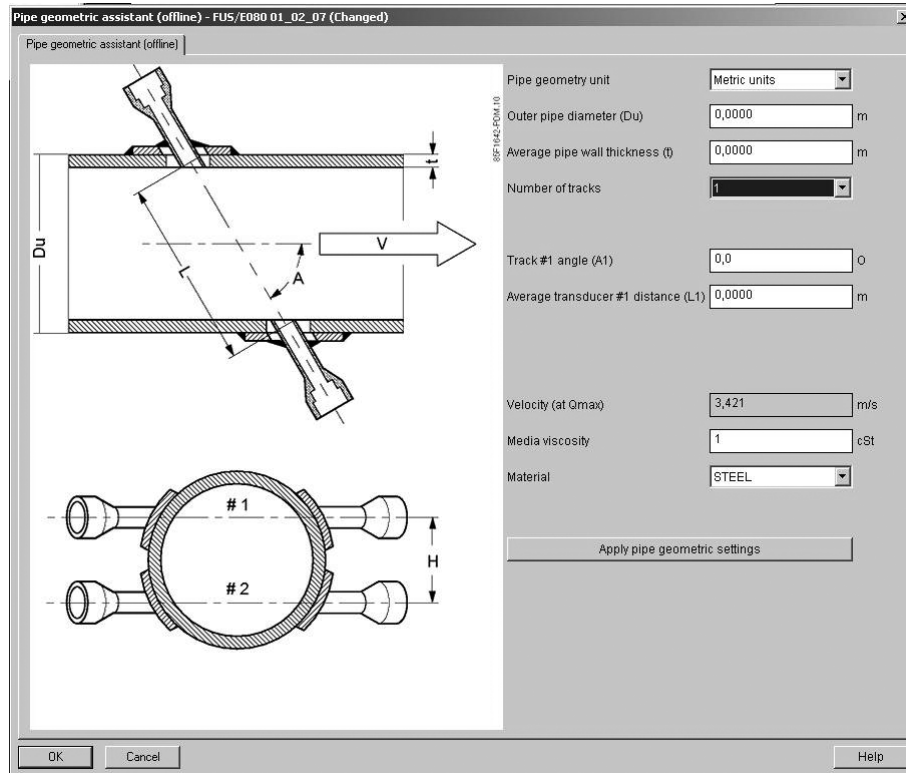 Pipe geometric assistant (offline) - FUS/E080 01_02_07 (Changed)
Pipe geometric assistant (offline)
Pipe geometry unit
Metric units
Outer pipe diameter (Du)
0,0000
m
Average pipe wall thickness (t)
0,0000
m
Number of tracks
1
Track #1 angle (A1)
0,0
O
Average transducer #1 distance (L1)
0,0000
m
Velocity (at Qmax)
3,421
m/s
Media viscosity
1
cSt
Material
STEEL
Apply pipe geometric settings
85F1642-PDM.10
t
Du
L
A
V
# 1
# 2
H
OK
Cancel
Help